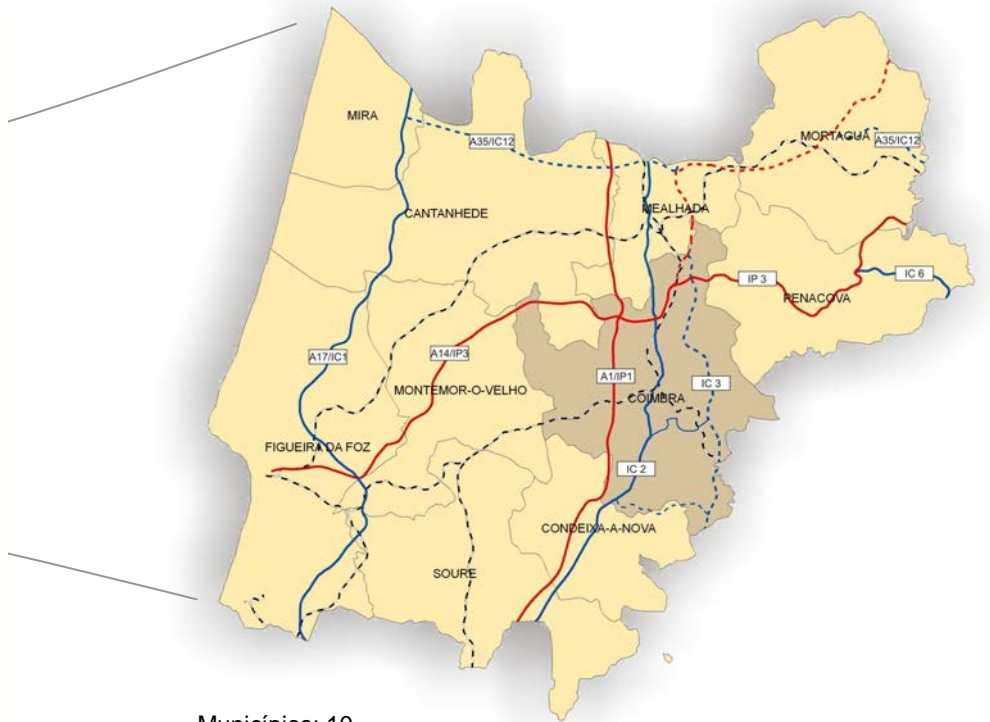 MIRA
MORTAGUÁ
A35/IC12
A35/IC12
CANTANHEDE
MEALHADA
IP 3
IC 6
PENACOVA
A17/IC1
A14/IP3
A1/IP1
IC 3
MONTEMOR-O-VELHO
COIMBRA
FIGUEIRA DA FOZ
IC 2
CONDEIXA-A-NOVA
SOURE
Municípios: 10